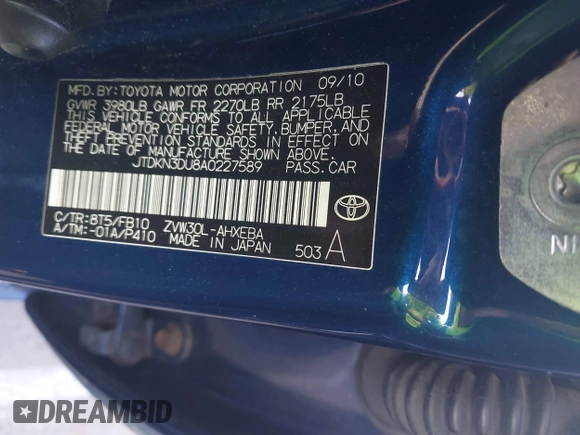 MFD.BY:TOYOTA MOTOR CORPORATION 09/10
GVWR 3980LB GAWR FR 2270LB RR 2175LB
THIS VEHICLE CONFORMS TO ALL APPLICABLE
FEDERAL MOTOR VEHICLE SAFETY, BUMPER, AND
THEFT PREVENTION STANDARDS IN EFFECT ON
THE DATE OF MANUFACTURE SHOWN ABOVE.
JTDKN3DU8A0227589 PASS.CAR
C/TR:8T5/FB10 ZVW30L-AHXEBA
A/TM:-01A/P410 MADE IN JAPAN 503 A
NI
DREAMBID